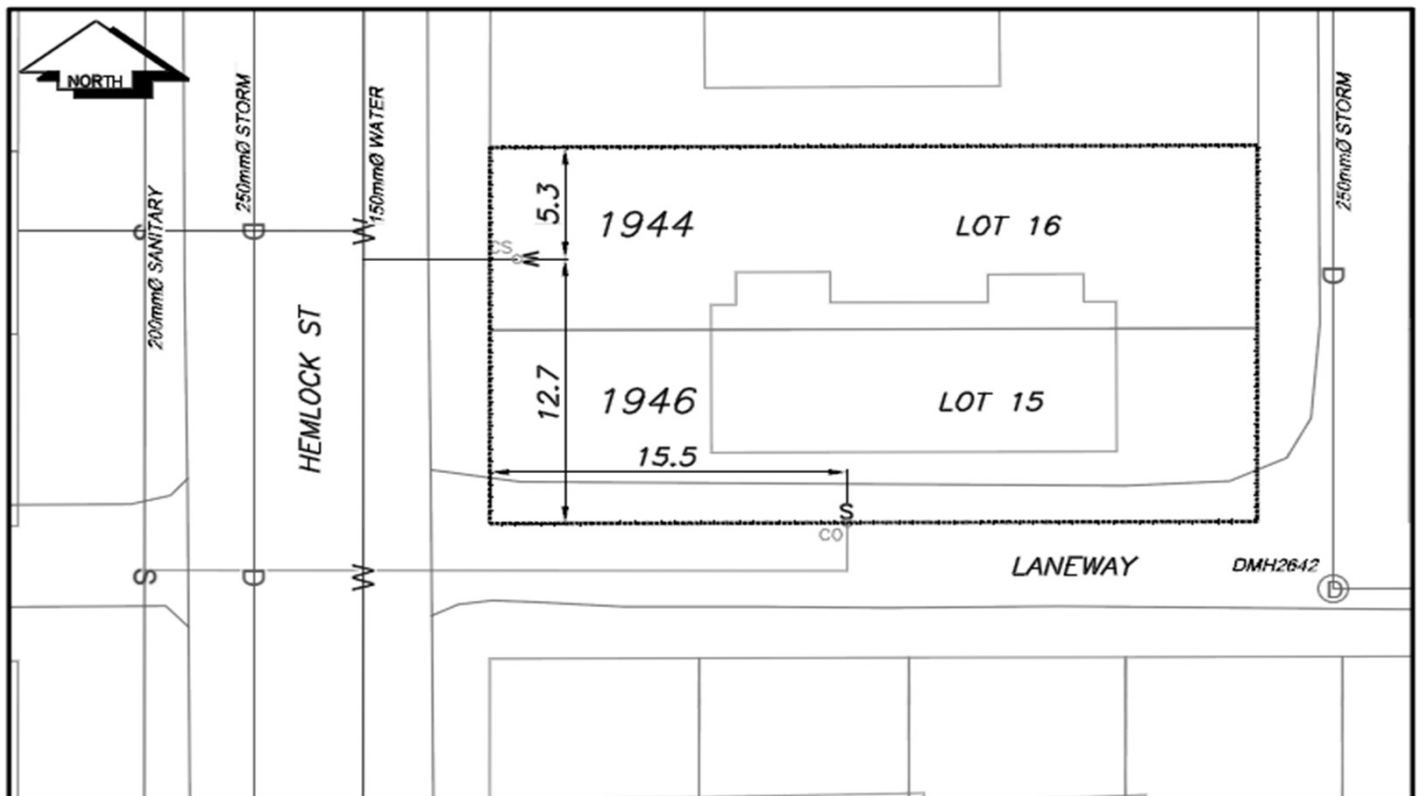 NORTH
250mmØ STORM
150mmØ WATER
200mmØ SANITARY
250mmØ STORM
5.3
1944
LOT 16
D
W
CS
W
D
HEMLOCK ST
12.7
1946
LOT 15
15.5
S
CO
LANEWAY
DMH2642
S
D
W
D